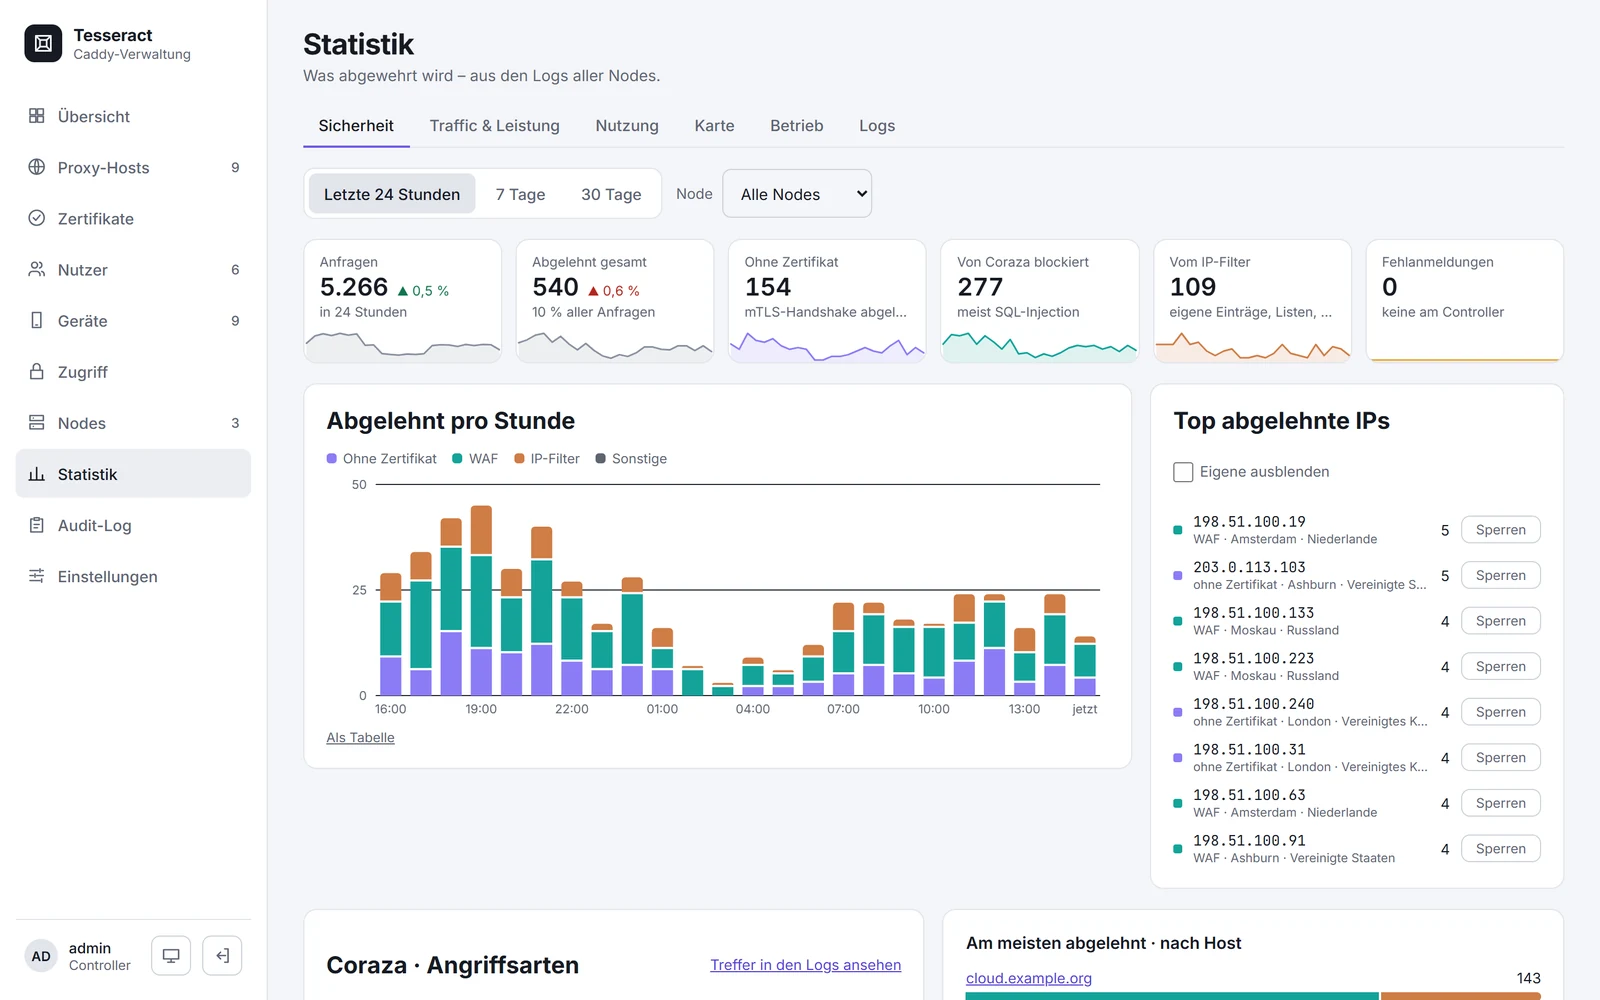 Tesseract
Caddy-Verwaltung
Übersicht
Proxy-Hosts 9
Zertifikate
Nutzer 6
Geräte 9
Zugriff
Nodes 3
Statistik
Audit-Log
Einstellungen
AD
admin
Controller
Statistik
Was abgewehrt wird – aus den Logs aller Nodes.
Sicherheit Traffic & Leistung Nutzung Karte Betrieb Logs
Letzte 24 Stunden 7 Tage 30 Tage Node Alle Nodes
Anfragen
5.266 ▲ 0,5 %
in 24 Stunden
Abgelehnt gesamt
540 ▲ 0,6 %
10 % aller Anfragen
Ohne Zertifikat
154
mTLS-Handshake abgel...
Von Coraza blockiert
277
meist SQL-Injection
Vom IP-Filter
109
eigene Einträge, Listen, ...
Fehlanmeldungen
0
keine am Controller
Abgelehnt pro Stunde
Ohne Zertifikat WAF IP-Filter Sonstige
50
25
0
16:00 19:00 22:00 01:00 04:00 07:00 10:00 13:00 jetzt
Als Tabelle
Top abgelehnte IPs
Eigene ausblenden
198.51.100.19 5 Sperren
WAF · Amsterdam · Niederlande
203.0.113.103 5 Sperren
ohne Zertifikat · Ashburn · Vereinigte S...
198.51.100.133 4 Sperren
WAF · Moskau · Russland
198.51.100.223 4 Sperren
WAF · Moskau · Russland
198.51.100.240 4 Sperren
ohne Zertifikat · London · Vereinigtes K...
198.51.100.31 4 Sperren
ohne Zertifikat · London · Vereinigtes K...
198.51.100.63 4 Sperren
WAF · Amsterdam · Niederlande
198.51.100.91 4 Sperren
WAF · Ashburn · Vereinigte Staaten
Coraza · Angriffsarten Treffer in den Logs ansehen
Am meisten abgelehnt · nach Host
cloud.example.org 143